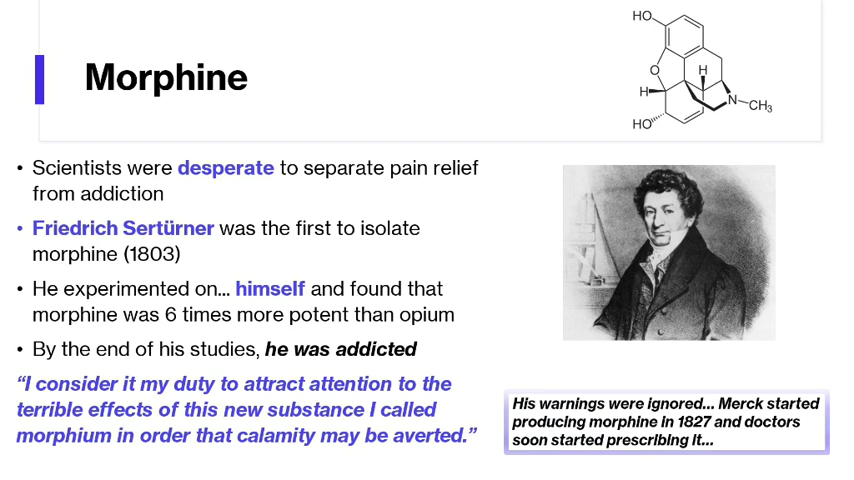 Morphine
HO
O
H
H
N
CH₃
HO
• Scientists were desperate to separate pain relief
from addiction
• Friedrich Sertürner was the first to isolate
morphine (1803)
• He experimented on... himself and found that
morphine was 6 times more potent than opium
• By the end of his studies, he was addicted
“I consider it my duty to attract attention to the
terrible effects of this new substance I called
morphium in order that calamity may be averted.”
His warnings were ignored... Merck started
producing morphine in 1827 and doctors
soon started prescribing it...